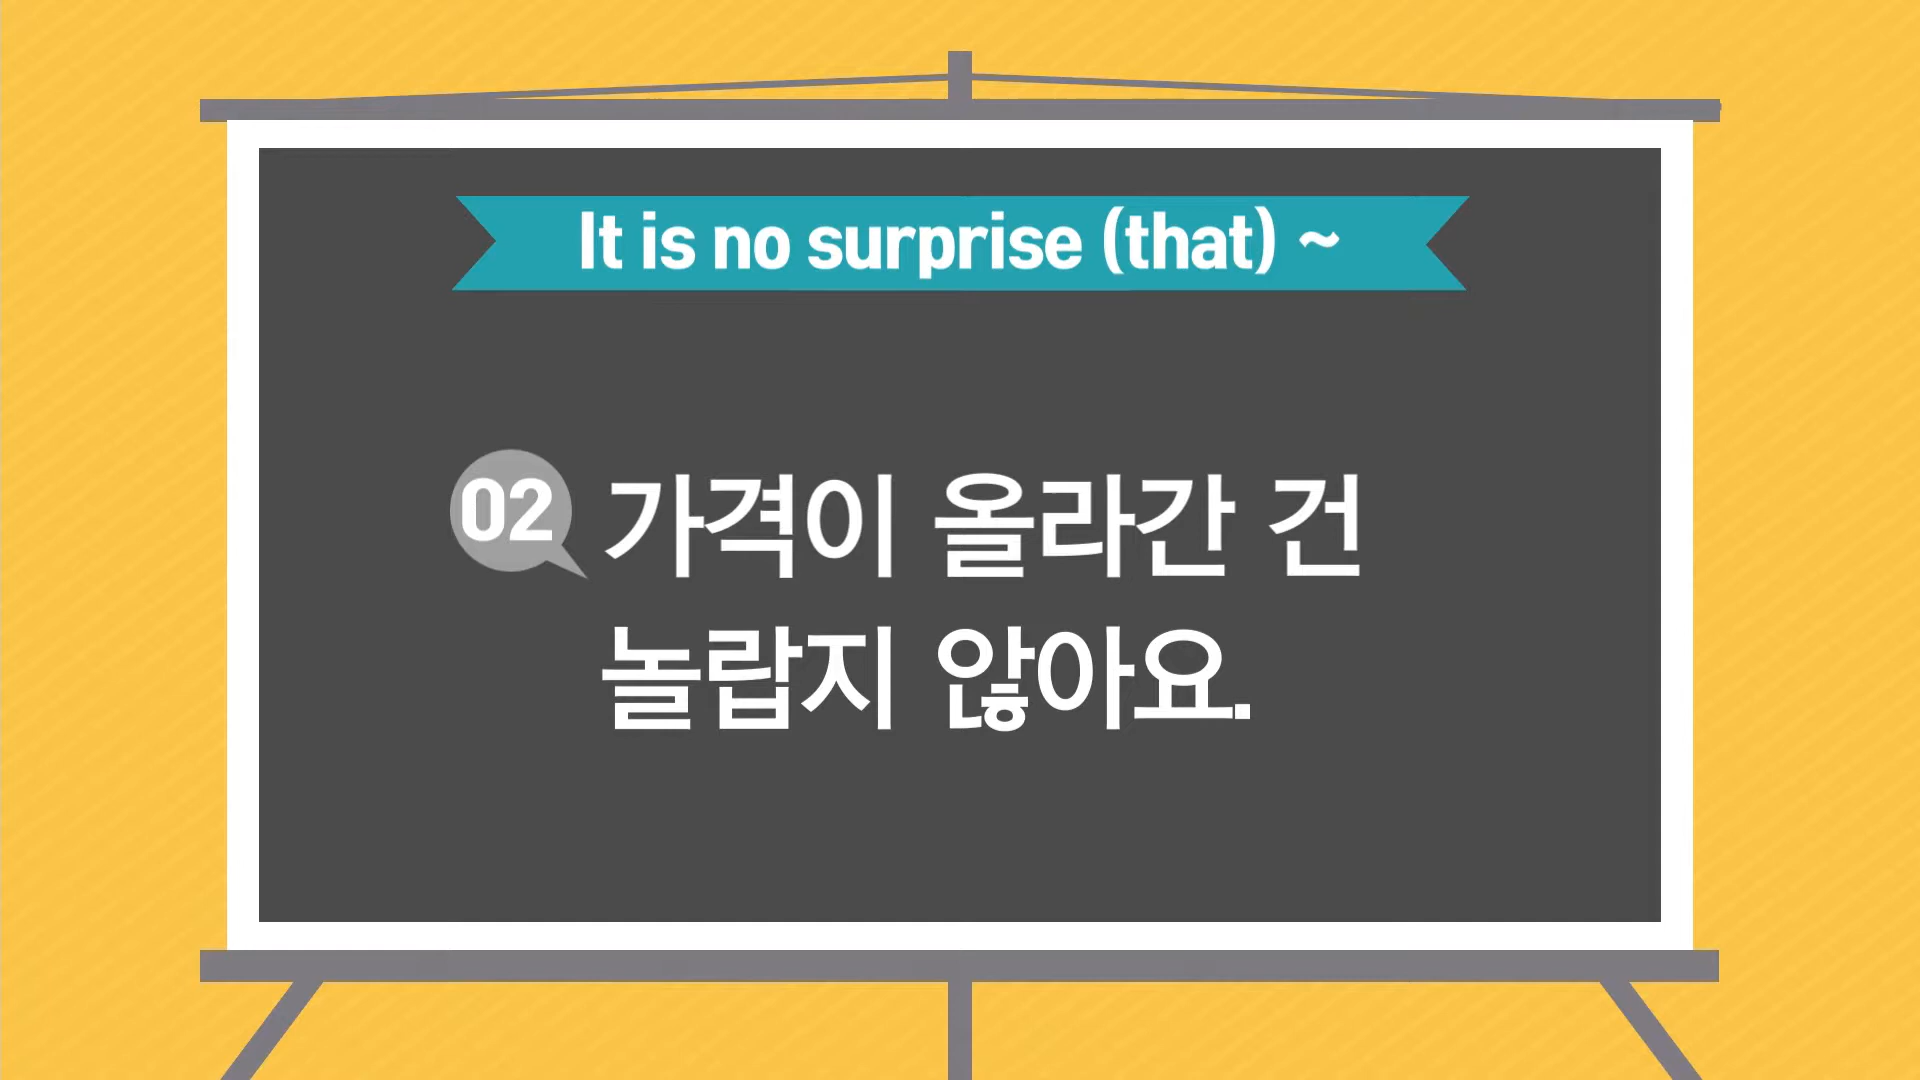 It is no surprise (that) ~
02 가격이 올라간 건
놀랍지 않아요.